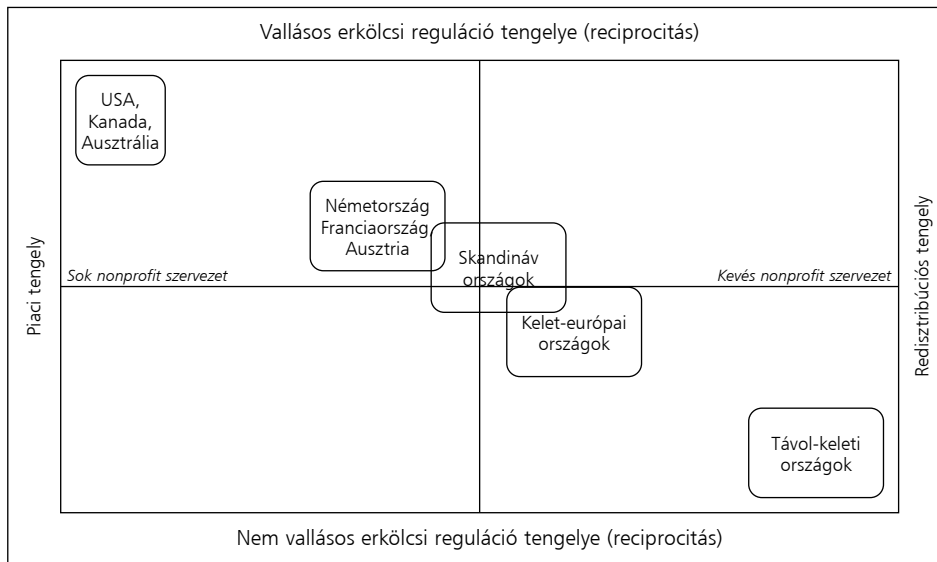 Vallásos erkölcsi reguláció tengelye (reciprocitás)
USA,
Kanada,
Ausztrália
Németország
Franciaország,
Ausztria
Skandináv
országok
Piaci tengely
Sok nonprofit szervezet
Kevés nonprofit szervezet
Redisztribúciós tengely
Kelet-európai
országok
Távol-keleti
országok
Nem vallásos erkölcsi reguláció tengelye (reciprocitás)